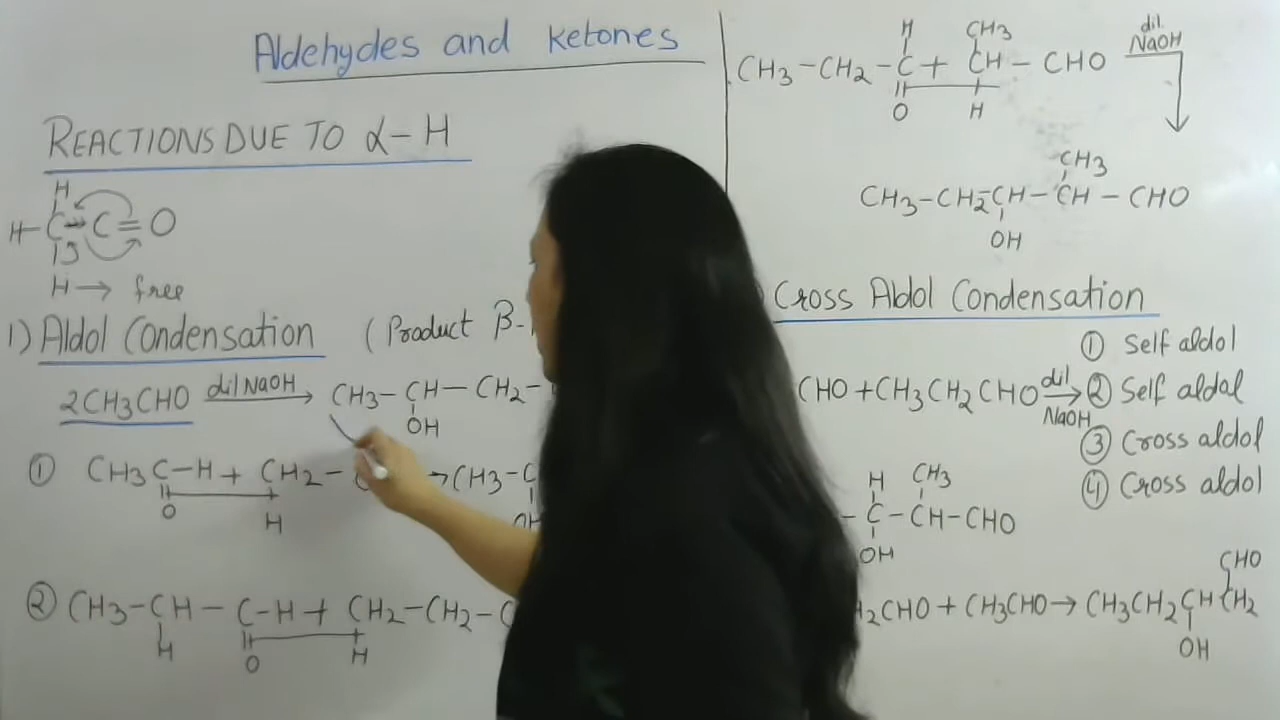 Aldehydes and ketones
REACTIONS DUE TO α-H
H
H-C-C=O
H → free
1) Aldol Condensation (Product β-
2CH3CHO dil NaOH → CH3-CH-CH2-
OH
① CH3C-H + CH2- →CH3-C
O H OH
② CH3-CH-C-H + CH2-CH2-C
H O H
H CH3
CH3-CH2-C + CH-CHO dil. NaOH
O H
CH3
CH3-CH2-CH-CH-CHO
OH
Cross Aldol Condensation
① Self aldol
CHO + CH3CH2CHO dil NaOH → ② Self aldal
③ Cross aldol
④ Cross aldol
H CH3
-C-CH-CHO
OH
CHO
H2CHO + CH3CHO → CH3CH2CH CH2
OH